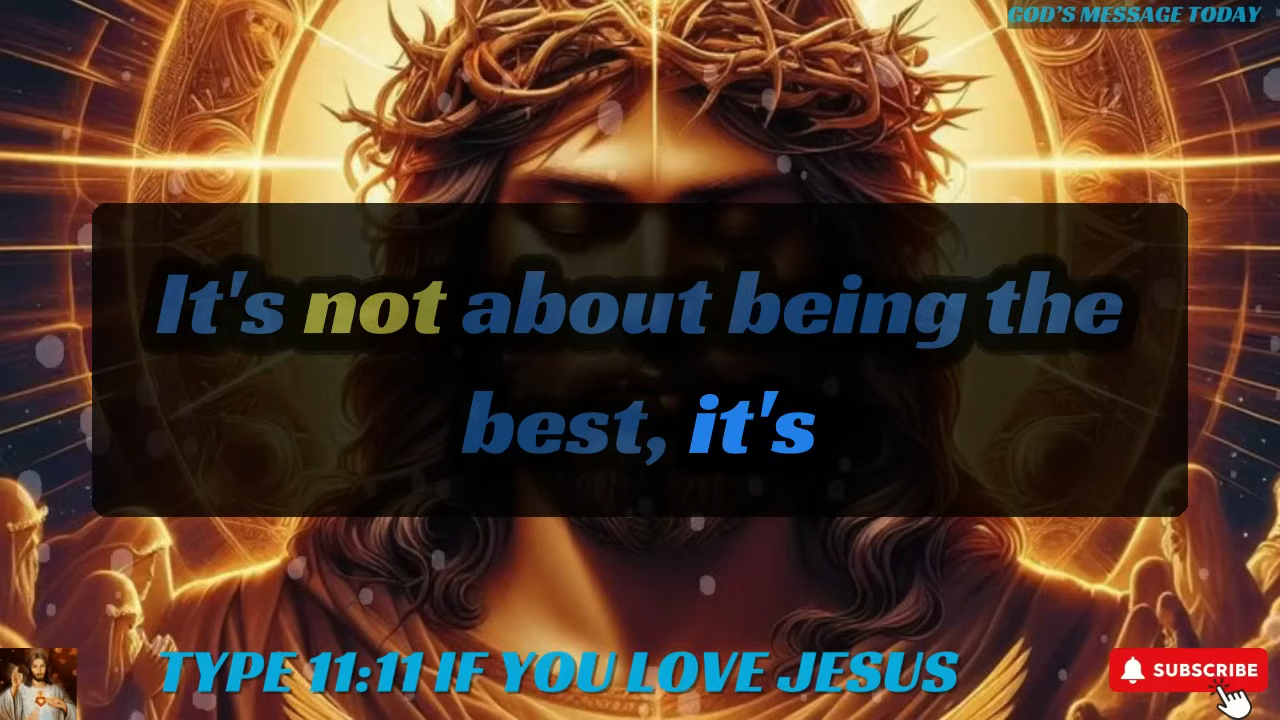 GOD'S MESSAGE TODAY
It's not about being the
best, it's
TYPE 11:11 IF YOU LOVE JESUS
SUBSCRIBE